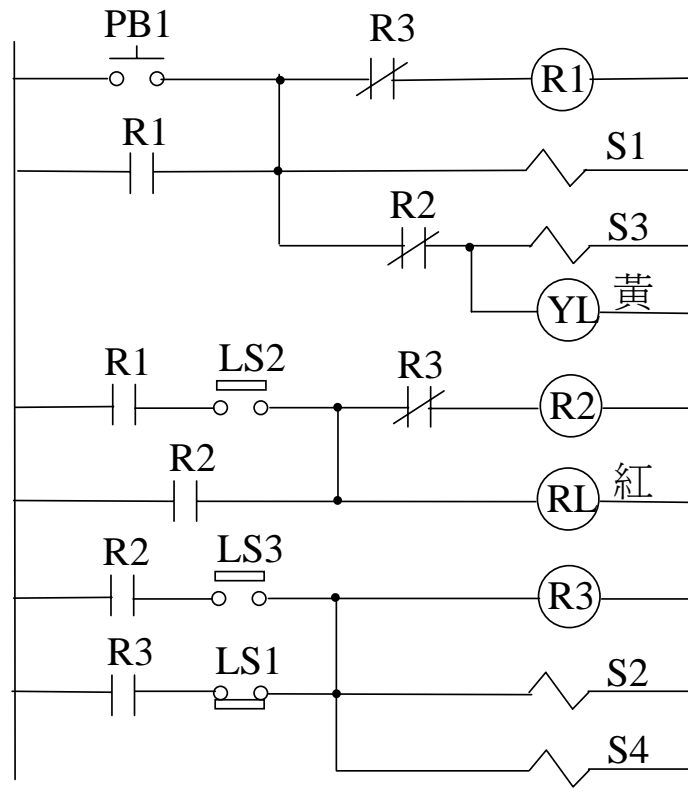 PB1
R3
R1
R1
S1
R2
S3
YL 黃
R1
LS2
R3
R2
R2
RL 紅
R2
LS3
R3
R3
LS1
S2
S4